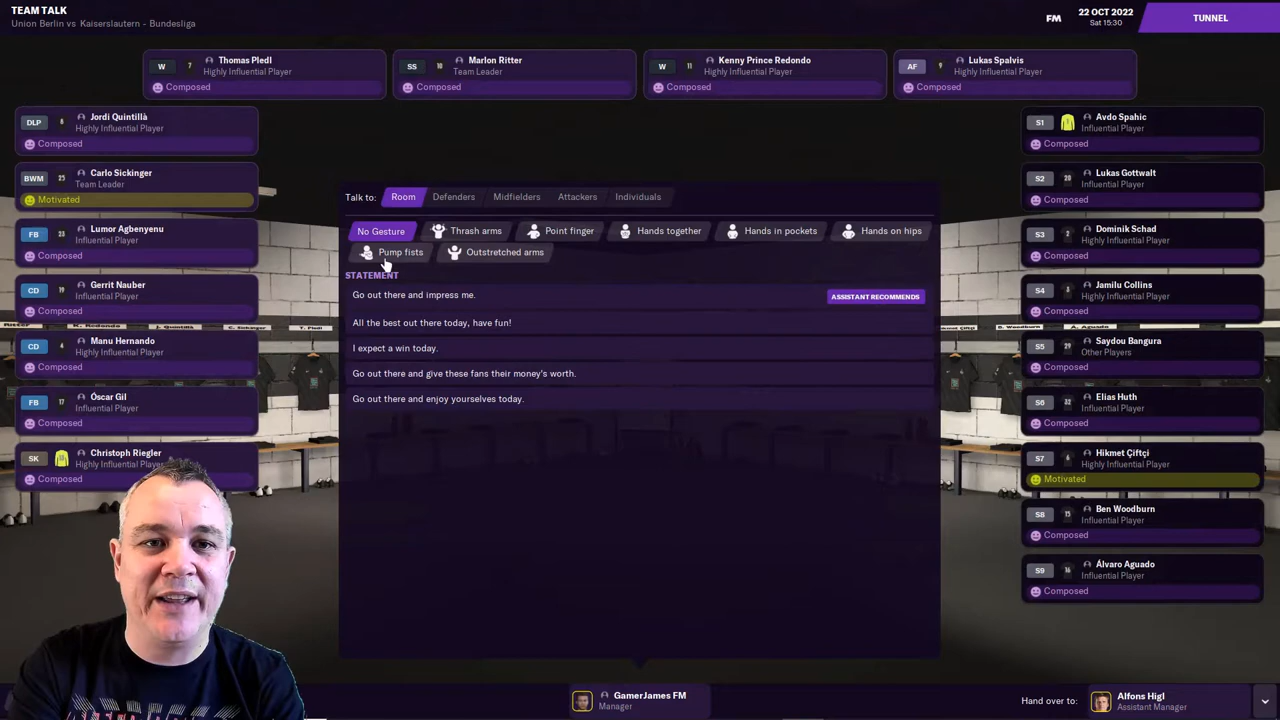 TEAM TALK
Union Berlin vs Kaiserslautern - Bundesliga
FM
22 OCT 2022
Sat 15:30
TUNNEL
W 7 Thomas Pledl
Highly Influential Player
Composed
SS 10 Marlon Ritter
Team Leader
Composed
W 11 Kenny Prince Redondo
Highly Influential Player
Composed
AF 9 Lukas Spalvis
Highly Influential Player
Composed
DLP 8 Jordi Quintillà
Highly Influential Player
Composed
BWM 25 Carlo Sickinger
Team Leader
Motivated
FB 23 Lumor Agbenyenu
Influential Player
Composed
CD 19 Gerrit Nauber
Influential Player
Composed
CD 4 Manu Hernando
Highly Influential Player
Composed
FB 17 Óscar Gil
Influential Player
Composed
SK Christoph Riegler
Highly Influential Player
Composed
Talk to: Room Defenders Midfielders Attackers Individuals
No Gesture Thrash arms Point finger Hands together Hands in pockets Hands on hips
Pump fists Outstretched arms
STATEMENT
Go out there and impress me. ASSISTANT RECOMMENDS
All the best out there today, have fun!
I expect a win today.
Go out there and give these fans their money's worth.
Go out there and enjoy yourselves today.
S1 Avdo Spahic
Influential Player
Composed
S2 20 Lukas Gottwalt
Influential Player
Composed
S3 Dominik Schad
Influential Player
Composed
S4 Jamilu Collins
Influential Player
Composed
S5 29 Saydou Bangura
Other Players
Composed
S6 32 Elias Huth
Influential Player
Composed
S7 Hikmet Çiftçi
Highly Influential Player
Motivated
S8 15 Ben Woodburn
Influential Player
Composed
S9 16 Álvaro Aguado
Influential Player
Composed
K. Redondo J. Quintilla C. Sickinger T. Pledl
D. Woodburn A. Aguado
GamerJames FM
Manager
Hand over to: Alfons Higl
Assistant Manager